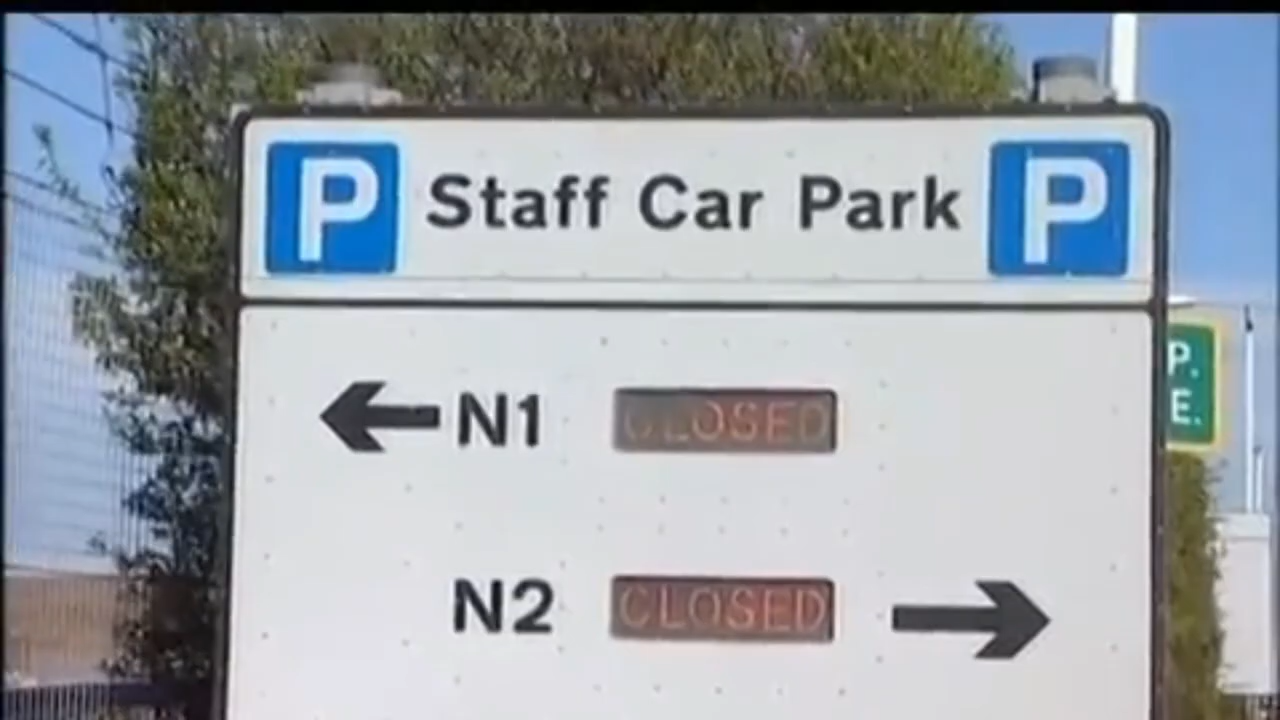 P Staff Car Park P
N1 CLOSED
N2 CLOSED
P.
E.